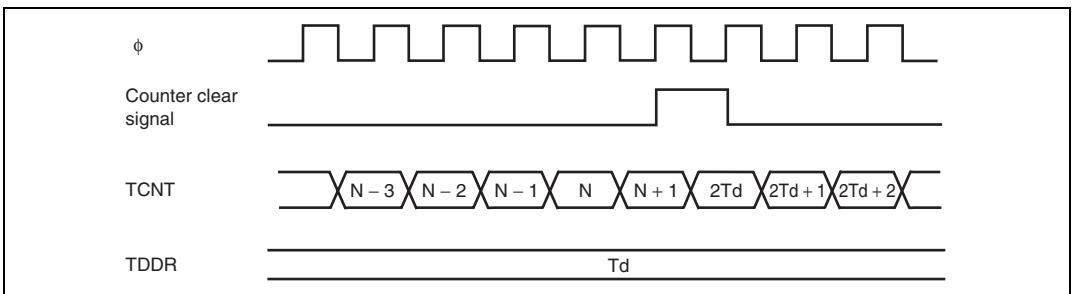 ϕ
Counter clear
signal
TCNT N – 3 N – 2 N – 1 N N + 1 2Td 2Td + 1 2Td + 2
TDDR Td